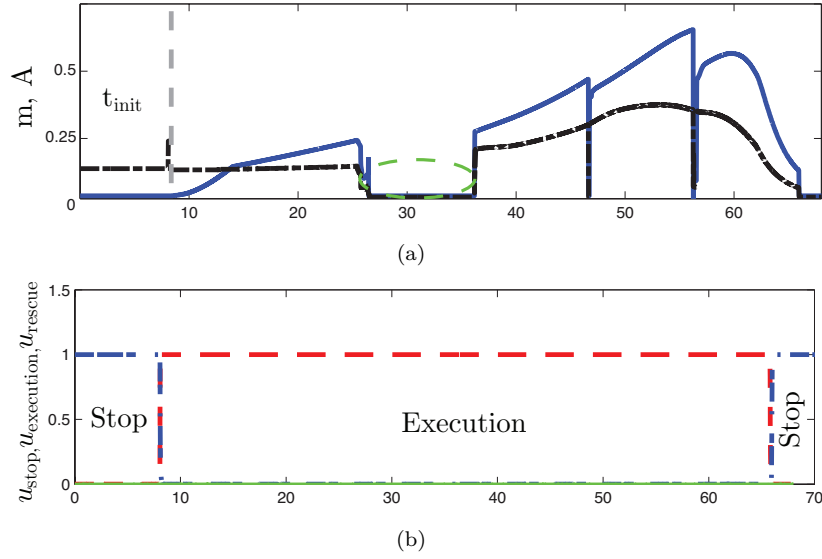 m, A
0.5
0.25
0
t_init
10 20 30 40 50 60
(a)
u_stop, u_execution, u_rescue
1.5
1
0.5
0
Stop
Execution
Stop
0 10 20 30 40 50 60 70
(b)